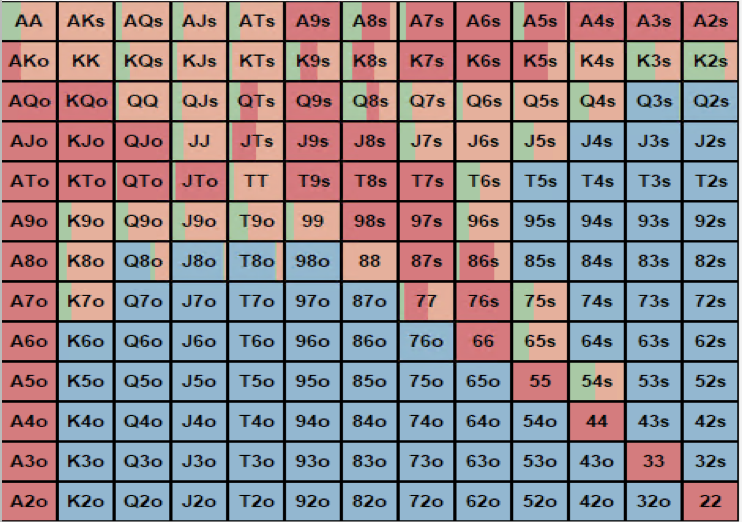 AA AKs AQs AJs ATs A9s A8s A7s A6s A5s A4s A3s A2s
AKo KK KQs KJs KTs K9s K8s K7s K6s K5s K4s K3s K2s
AQo KQo QQ QJs QTs Q9s Q8s Q7s Q6s Q5s Q4s Q3s Q2s
AJo KJo QJo JJ JTs J9s J8s J7s J6s J5s J4s J3s J2s
ATo KTo QTo JTo TT T9s T8s T7s T6s T5s T4s T3s T2s
A9o K9o Q9o J9o T9o 99 98s 97s 96s 95s 94s 93s 92s
A8o K8o Q8o J8o T8o 98o 88 87s 86s 85s 84s 83s 82s
A7o K7o Q7o J7o T7o 97o 87o 77 76s 75s 74s 73s 72s
A6o K6o Q6o J6o T6o 96o 86o 76o 66 65s 64s 63s 62s
A5o K5o Q5o J5o T5o 95o 85o 75o 65o 55 54s 53s 52s
A4o K4o Q4o J4o T4o 94o 84o 74o 64o 54o 44 43s 42s
A3o K3o Q3o J3o T3o 93o 83o 73o 63o 53o 43o 33 32s
A2o K2o Q2o J2o T2o 92o 82o 72o 62o 52o 42o 32o 22